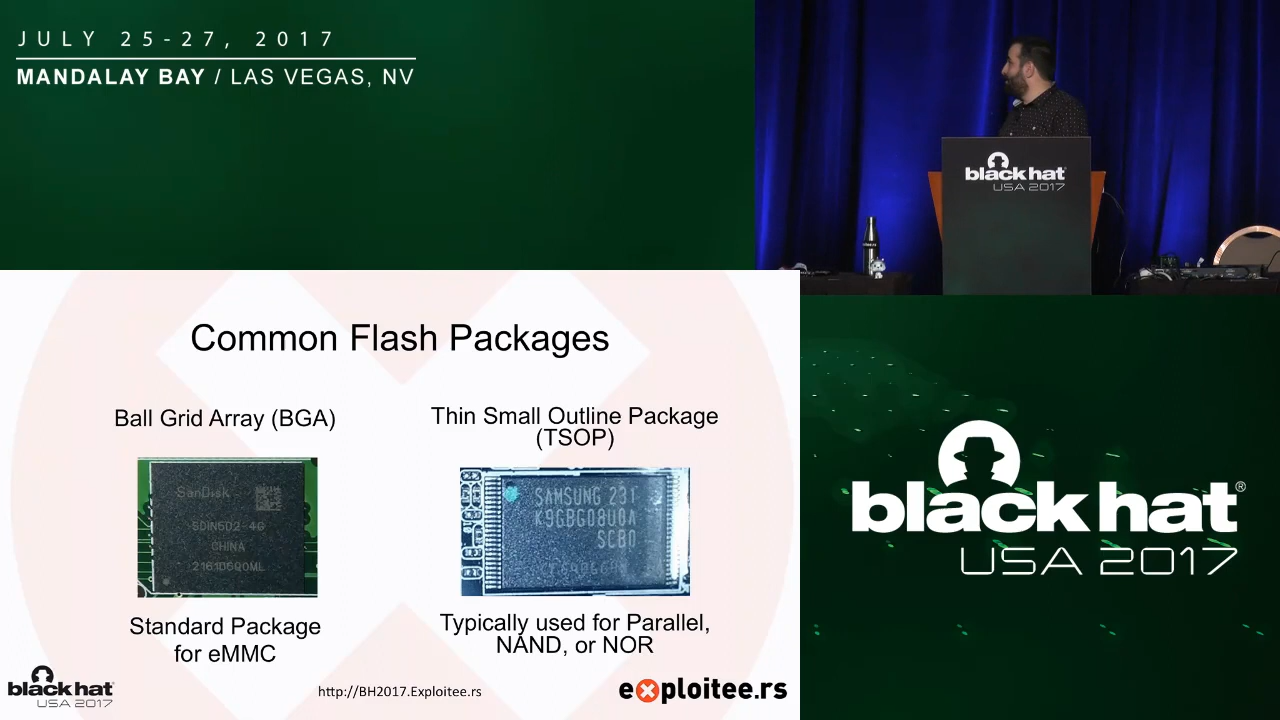 JULY 25-27, 2017
MANDALAY BAY / LAS VEGAS, NV
black hat
USA 2017
Common Flash Packages
Ball Grid Array (BGA)
Thin Small Outline Package
(TSOP)
SanDisk
SDIN5D2-4G
CHINA
SAMSUNG 231
K9GBG08U0A
SCB0
Standard Package
for eMMC
Typically used for Parallel,
NAND, or NOR
black hat
USA 2017
http://BH2017.Exploitee.rs
exploitee.rs
black hat®
USA 2017